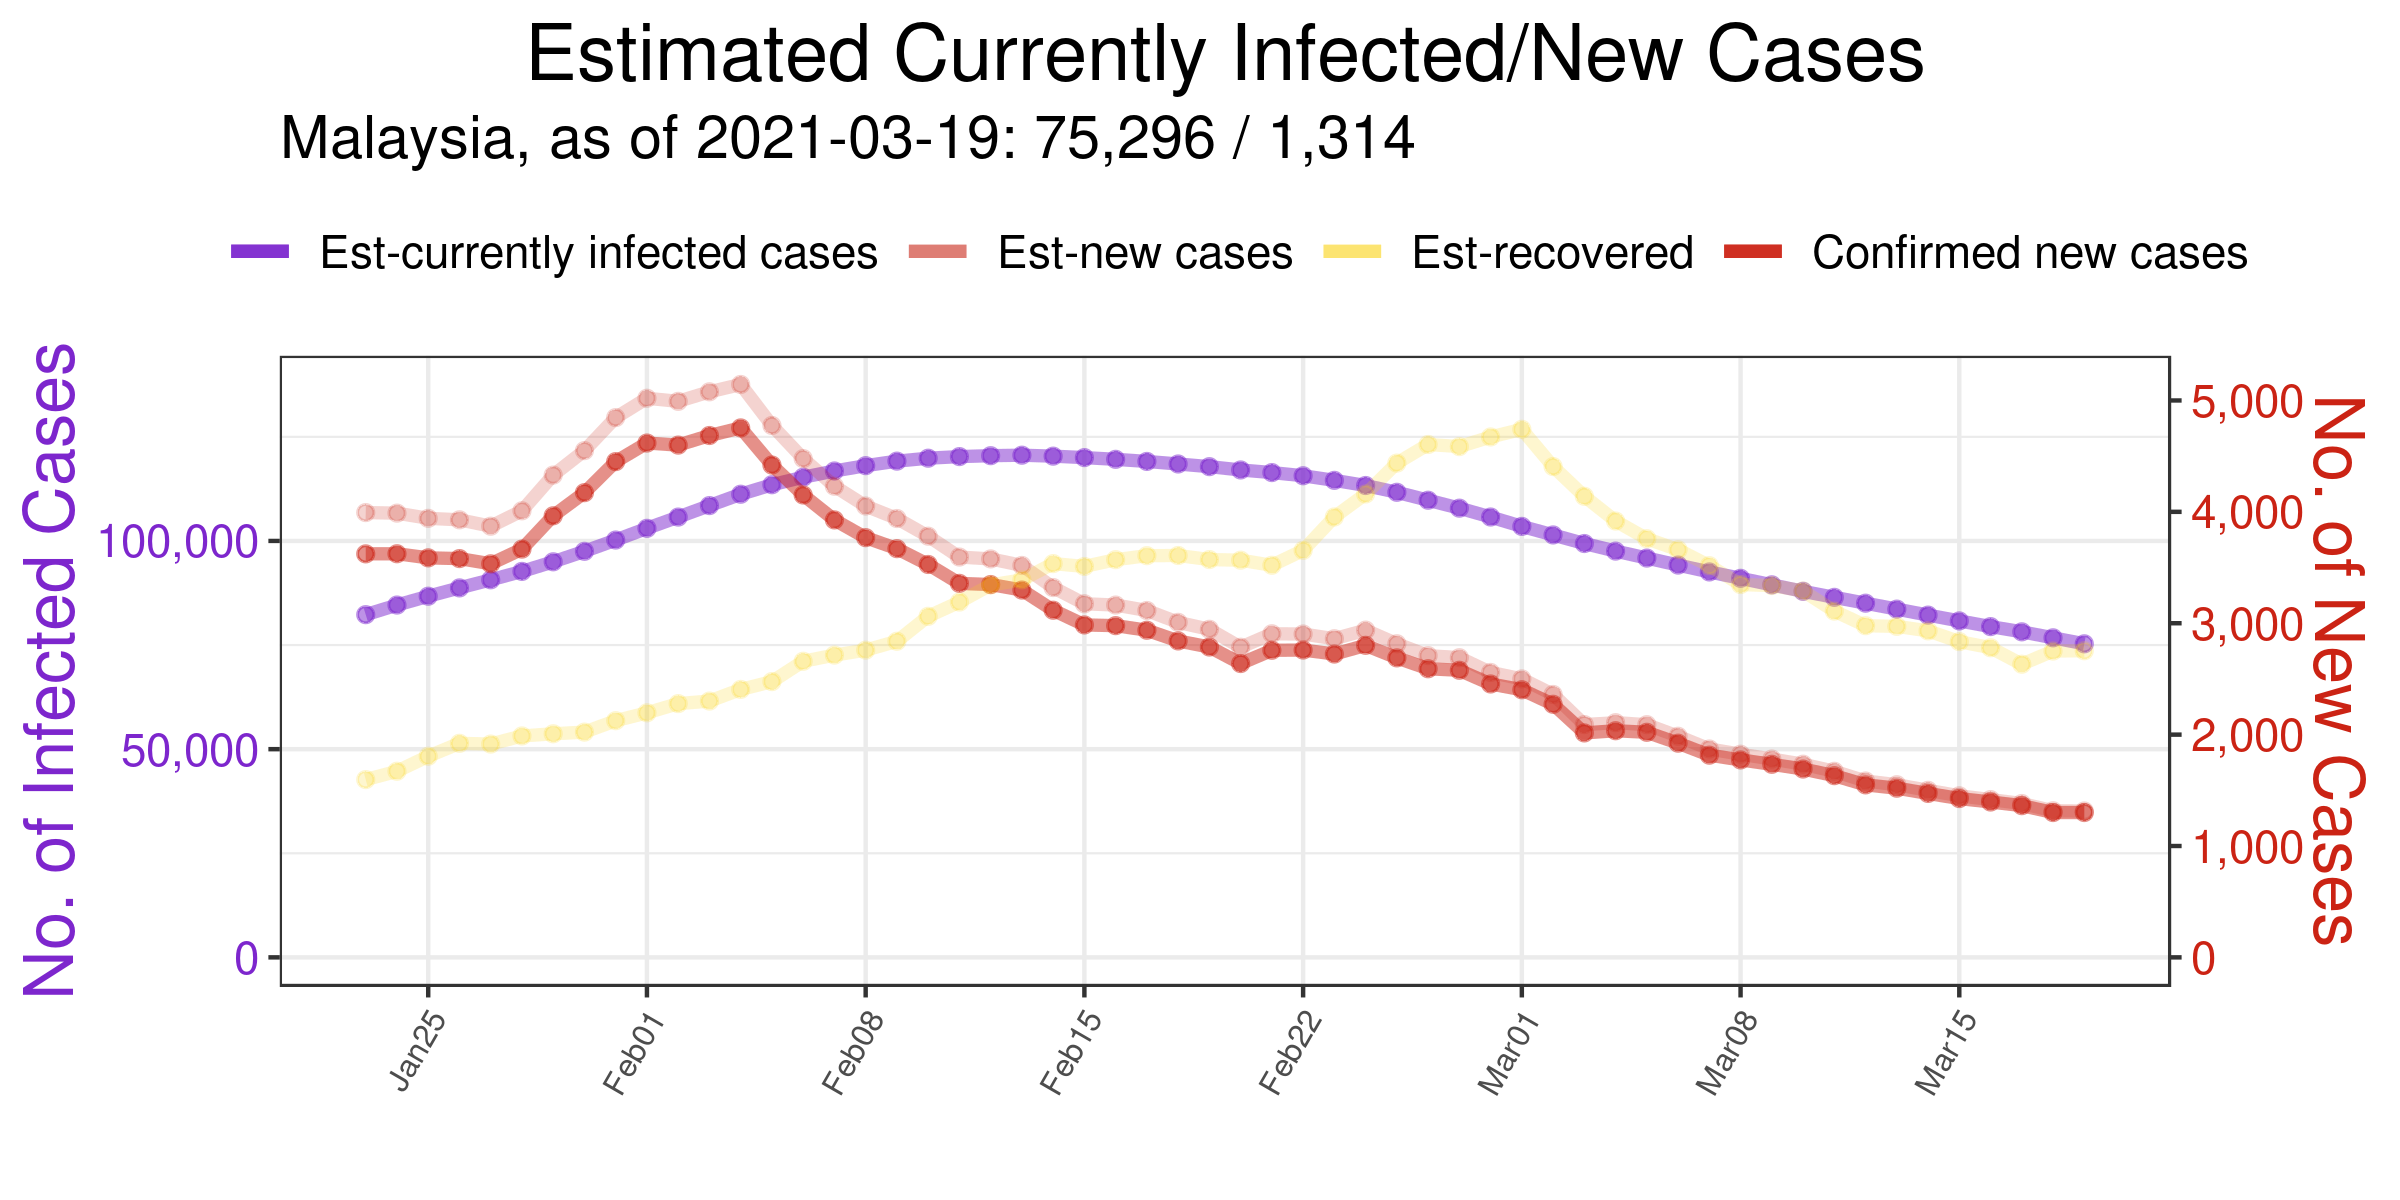 Estimated Currently Infected/New Cases
Malaysia, as of 2021-03-19: 75,296 / 1,314
Est-currently infected cases Est-new cases Est-recovered Confirmed new cases
No. of Infected Cases
100,000
50,000
0
5,000
4,000
3,000
2,000
1,000
0
No. of New Cases
Jan25 Feb01 Feb08 Feb15 Feb22 Mar01 Mar08 Mar15